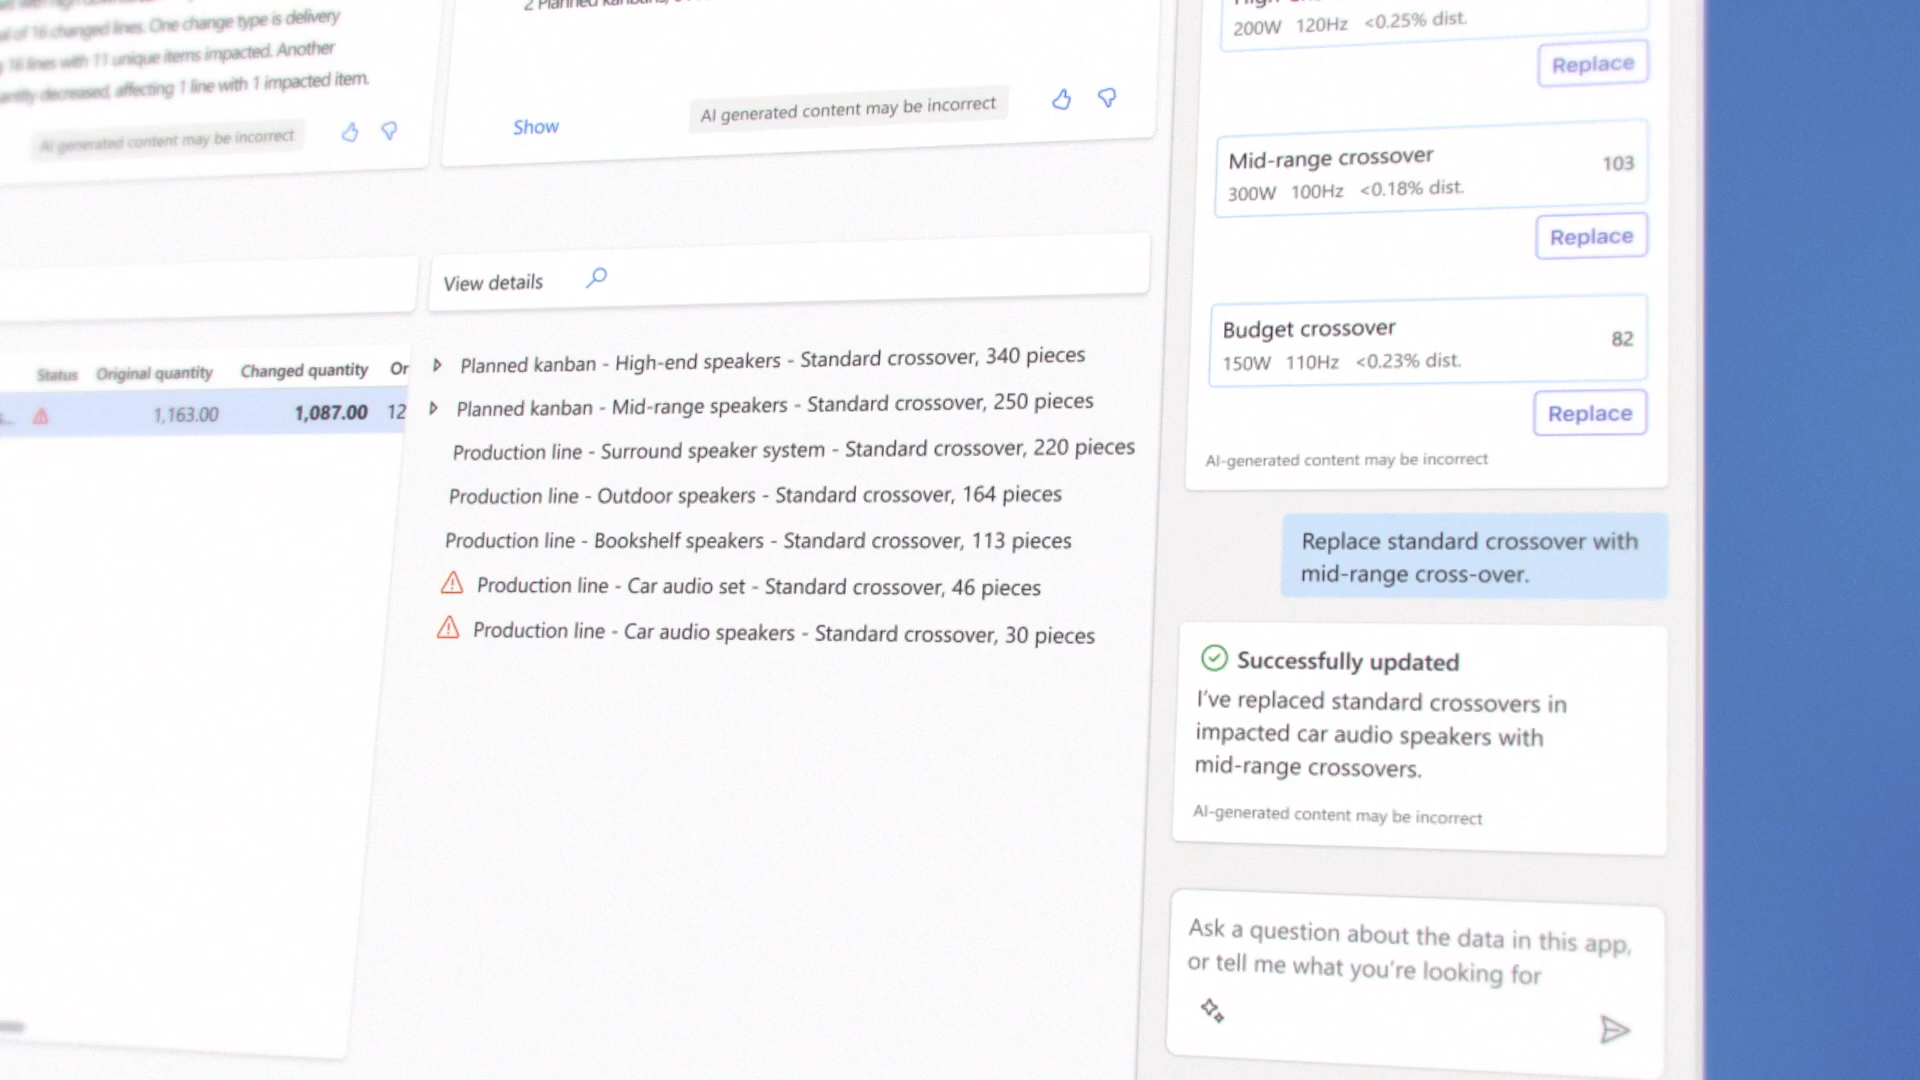 of 16 changed lines. One change type is delivery
16 lines with 11 unique items impacted. Another
decreased, affecting 1 line with 1 impacted item.
AI generated content may be incorrect
2 Planned kanbans,
Show
AI generated content may be incorrect
View details
Status Original quantity Changed quantity Or
1,163.00 1,087.00 12
Planned kanban - High-end speakers - Standard crossover, 340 pieces
Planned kanban - Mid-range speakers - Standard crossover, 250 pieces
Production line - Surround speaker system - Standard crossover, 220 pieces
Production line - Outdoor speakers - Standard crossover, 164 pieces
Production line - Bookshelf speakers - Standard crossover, 113 pieces
Production line - Car audio set - Standard crossover, 46 pieces
Production line - Car audio speakers - Standard crossover, 30 pieces
200W 120Hz <0.25% dist.
Replace
Mid-range crossover 103
300W 100Hz <0.18% dist.
Replace
Budget crossover 82
150W 110Hz <0.23% dist.
Replace
AI-generated content may be incorrect
Replace standard crossover with
mid-range cross-over.
Successfully updated
I've replaced standard crossovers in
impacted car audio speakers with
mid-range crossovers.
AI-generated content may be incorrect
Ask a question about the data in this app,
or tell me what you're looking for